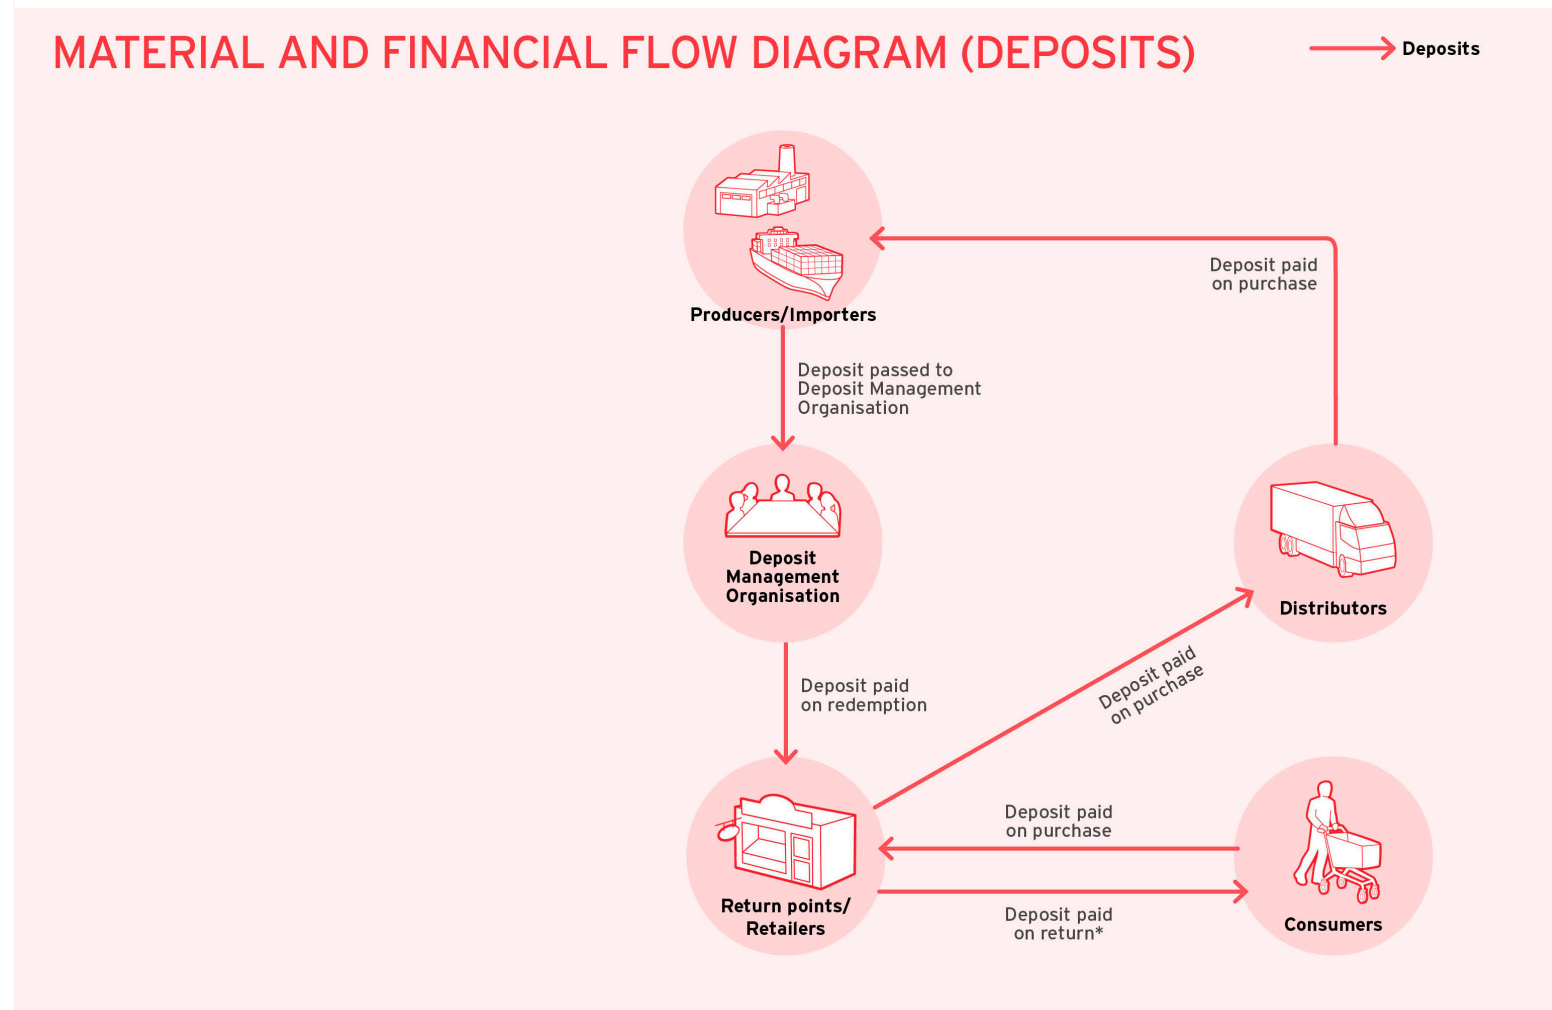 MATERIAL AND FINANCIAL FLOW DIAGRAM (DEPOSITS)
Deposits
Producers/Importers
Deposit paid
on purchase
Deposit passed to
Deposit Management
Organisation
Deposit
Management
Organisation
Distributors
Deposit paid
on redemption
Deposit paid
on purchase
Deposit paid
on purchase
Return points/
Retailers
Deposit paid
on return*
Consumers